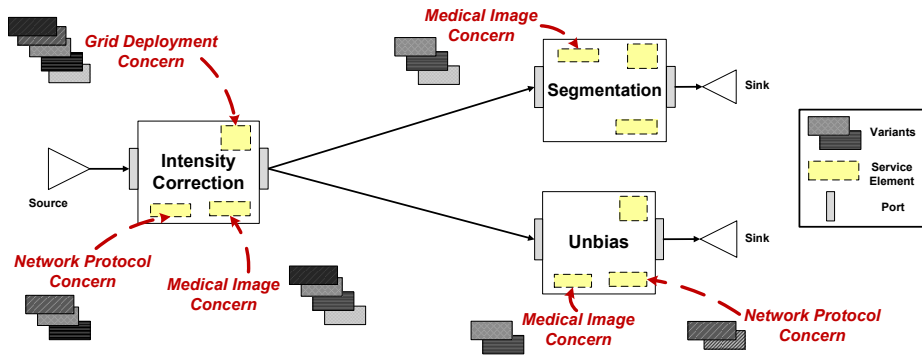 Medical Image
Concern
Grid Deployment
Concern
Segmentation
Sink
Variants
Intensity
Correction
Service
Element
Source
Port
Unbias
Sink
Network Protocol
Concern
Medical Image
Concern
Medical Image
Concern
Network Protocol
Concern